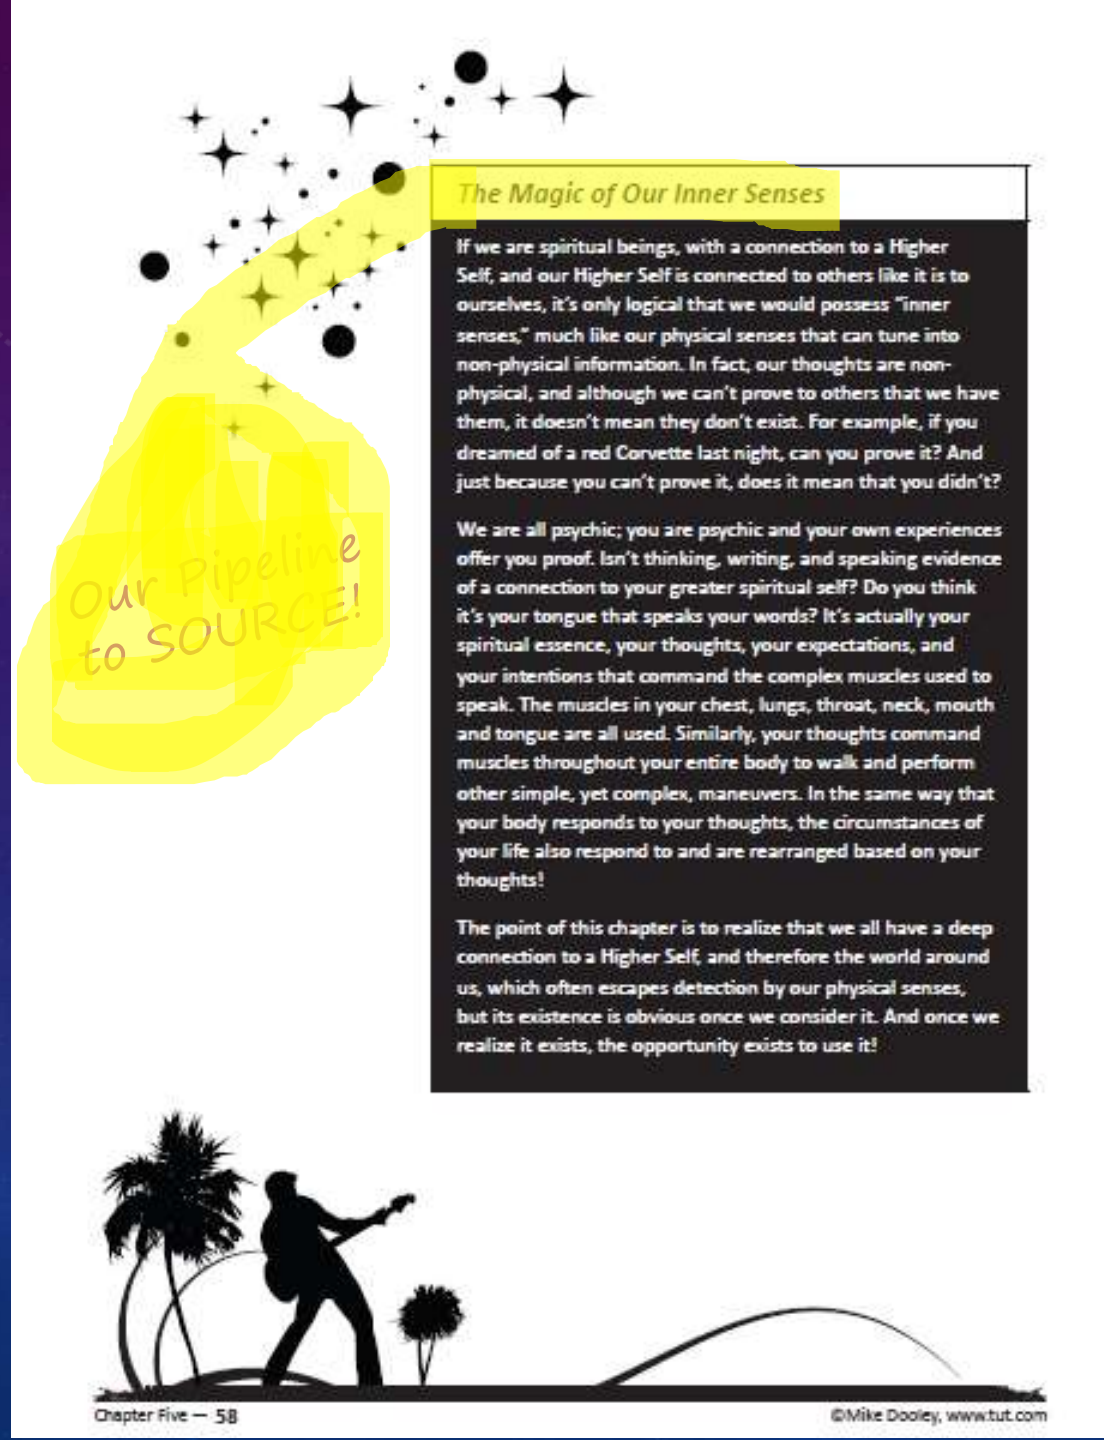 The Magic of Our Inner Senses
If we are spiritual beings, with a connection to a Higher
Self, and our Higher Self is connected to others like it is to
ourselves, it's only logical that we would possess "inner
senses," much like our physical senses that can tune into
non-physical information. In fact, our thoughts are non-
physical, and although we can't prove to others that we have
them, it doesn't mean they don't exist. For example, if you
dreamed of a red Corvette last night, can you prove it? And
just because you can't prove it, does it mean that you didn't?
We are all psychic; you are psychic and your own experiences
offer you proof. Isn't thinking, writing, and speaking evidence
of a connection to your greater spiritual self? Do you think
it's your tongue that speaks your words? It's actually your
spiritual essence, your thoughts, your expectations, and
your intentions that command the complex muscles used to
speak. The muscles in your chest, lungs, throat, neck, mouth
and tongue are all used. Similarly, your thoughts command
muscles throughout your entire body to walk and perform
other simple, yet complex, maneuvers. In the same way that
your body responds to your thoughts, the circumstances of
your life also respond to and are rearranged based on your
thoughts!
The point of this chapter is to realize that we all have a deep
connection to a Higher Self, and therefore the world around
us, which often escapes detection by our physical senses,
but its existence is obvious once we consider it. And once we
realize it exists, the opportunity exists to use it!
Our Pipeline
to SOURCE!
Chapter Five — 58
©Mike Dooley, www.tut.com